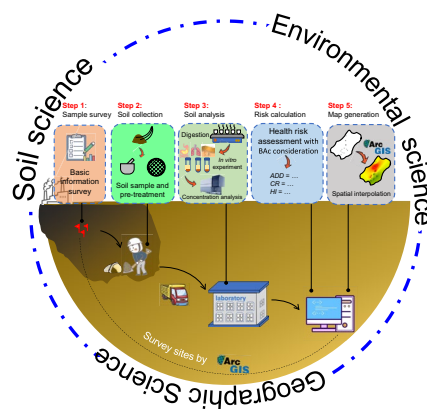 Soil science
Environmental science
Geographic Science
Step 1:
Sample survey
Basic
information
survey
Step 2:
Soil collection
Soil sample and
pre-treatment
Step 3:
Soil analysis
Digestion
In vitro
experiment
Concentration analysis
Step 4 :
Risk calculation
Health risk
assessment with
BAc consideration
ADD = ...
CR = ...
HI = ...
Step 5:
Map generation
Arc
GIS
Spatial interpolation
laboratory
Survey sites by
Arc
GIS